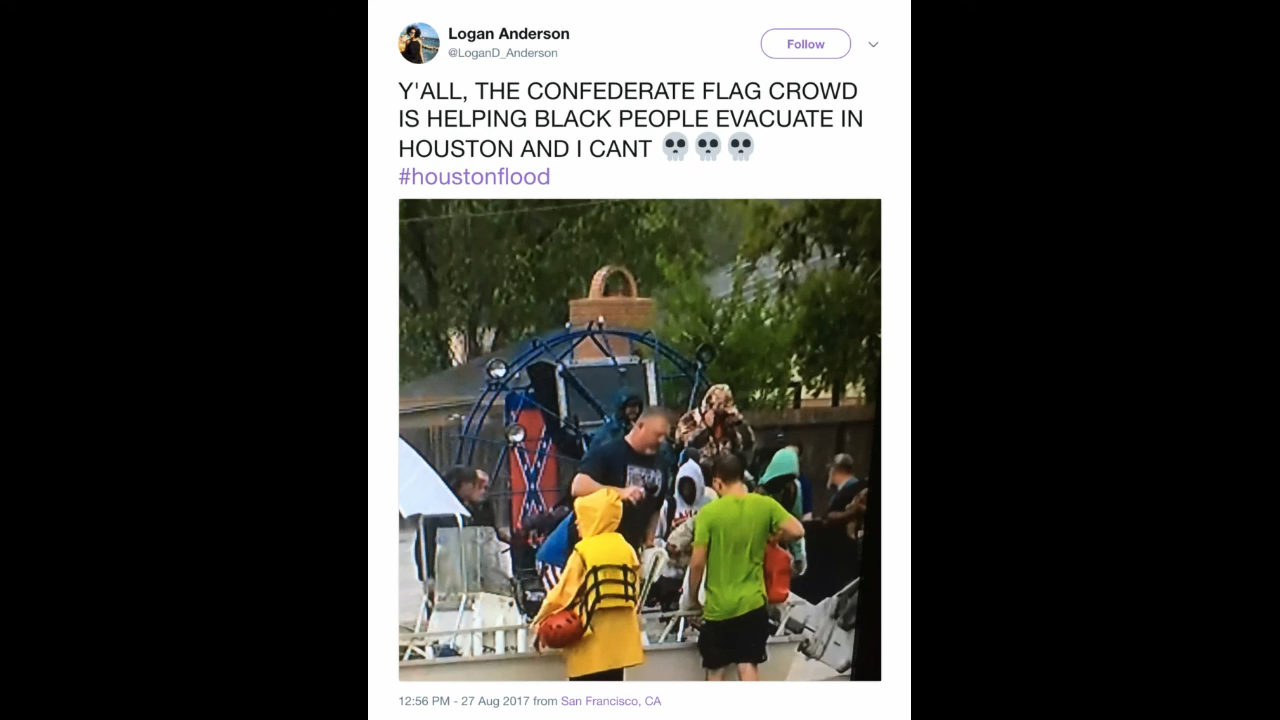 Logan Anderson
@LoganD_Anderson
Follow
Y'ALL, THE CONFEDERATE FLAG CROWD
IS HELPING BLACK PEOPLE EVACUATE IN
HOUSTON AND I CANT 💀💀💀
#houstonflood
12:56 PM - 27 Aug 2017 from San Francisco, CA